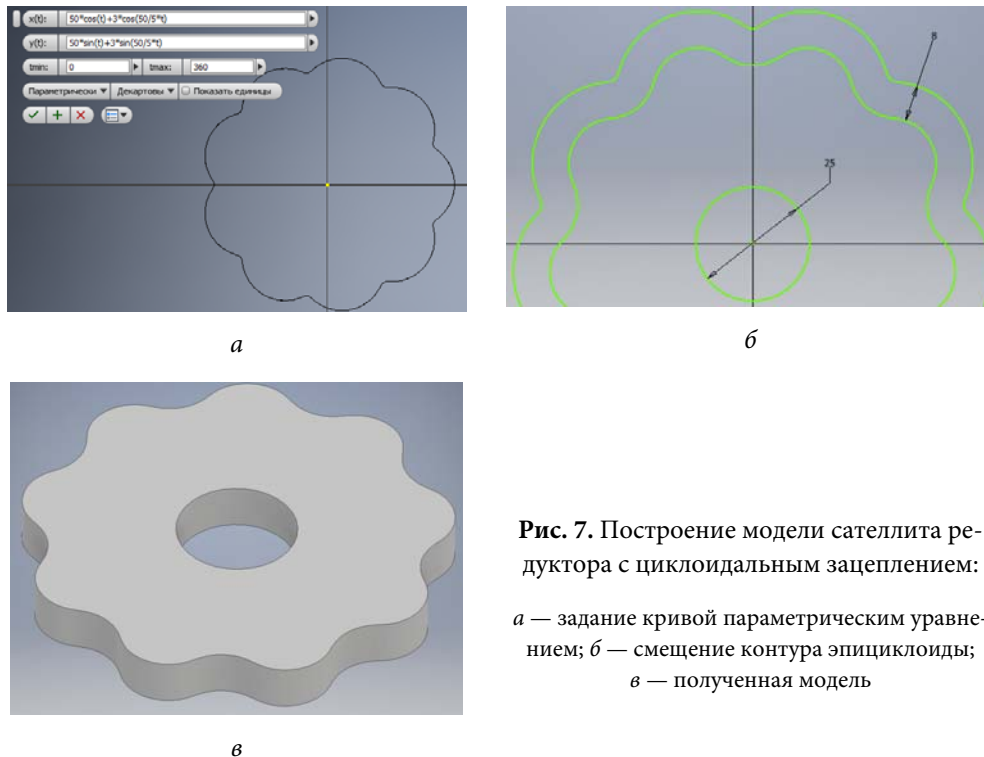 x(t): 50*cos(t)+3*cos(50/5*t)
y(t): 50*sin(t)+3*sin(50/5*t)
tmin: 0 tmax: 360
Параметрически Декартовы Показать единицы
а
8
25
б
в
Рис. 7. Построение модели сателлита ре-
дуктора с циклоидальным зацеплением:
а — задание кривой параметрическим уравне-
нием; б — смещение контура эпициклоиды;
в — полученная модель